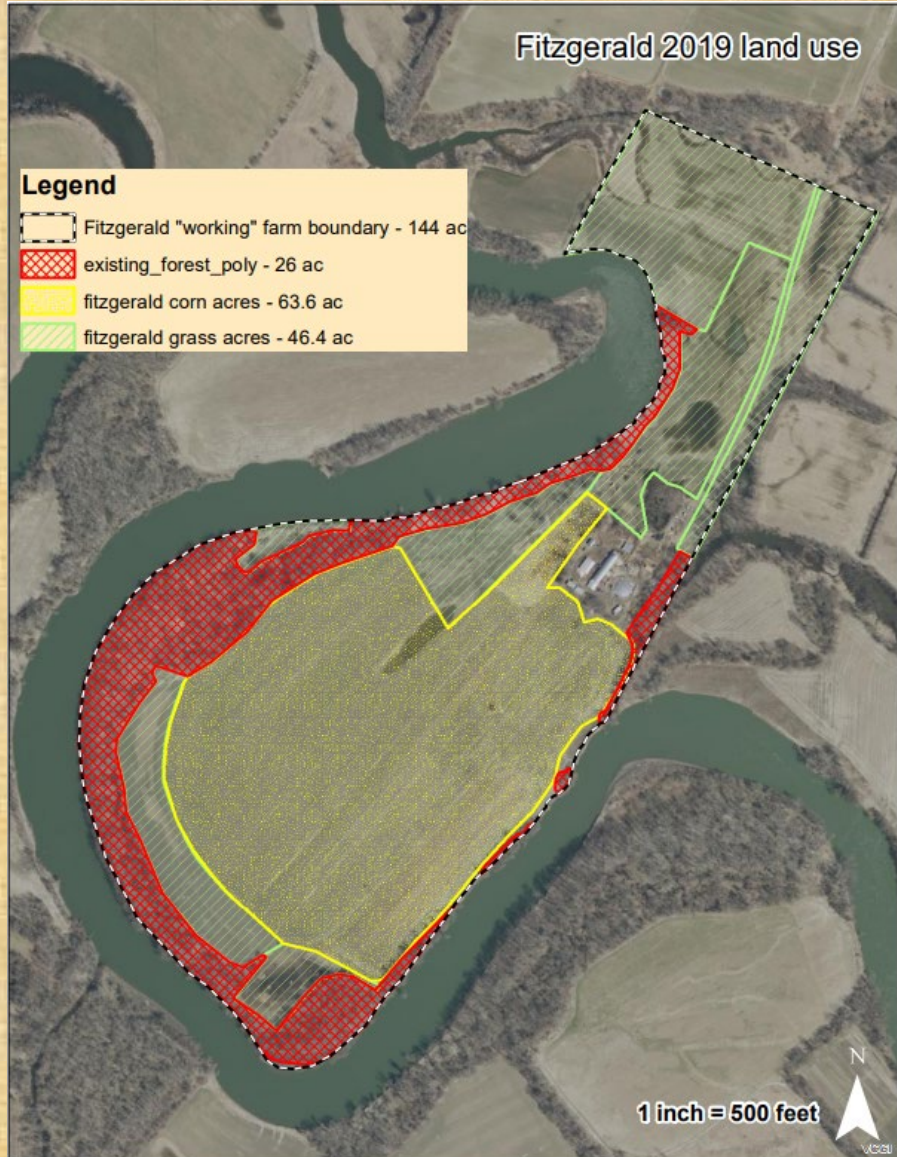 Fitzgerald 2019 land use
Legend
Fitzgerald "working" farm boundary - 144 ac
existing_forest_poly - 26 ac
fitzgerald corn acres - 63.6 ac
fitzgerald grass acres - 46.4 ac
N
1 inch = 500 feet
VCGI